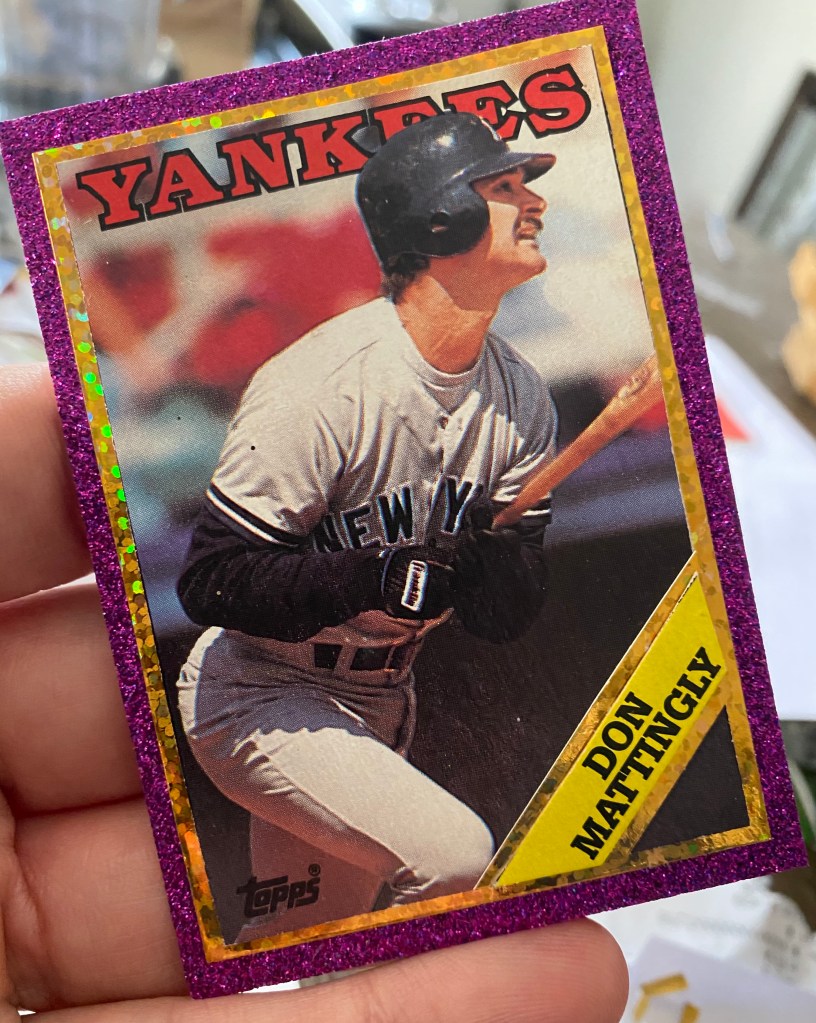 YANKEES
NEW Y
DON
MATTINGLY
topps®